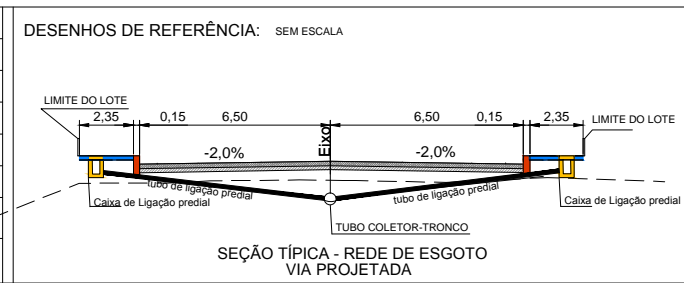 DESENHOS DE REFERÊNCIA: SEM ESCALA
LIMITE DO LOTE
2,35 0,15 6,50 6,50 0,15 2,35
LIMITE DO LOTE
Eixo
-2,0% -2,0%
tubo de ligação predial tubo de ligação predial
Caixa de Ligação predial Caixa de Ligação predial
TUBO COLETOR-TRONCO
SEÇÃO TÍPICA - REDE DE ESGOTO
VIA PROJETADA